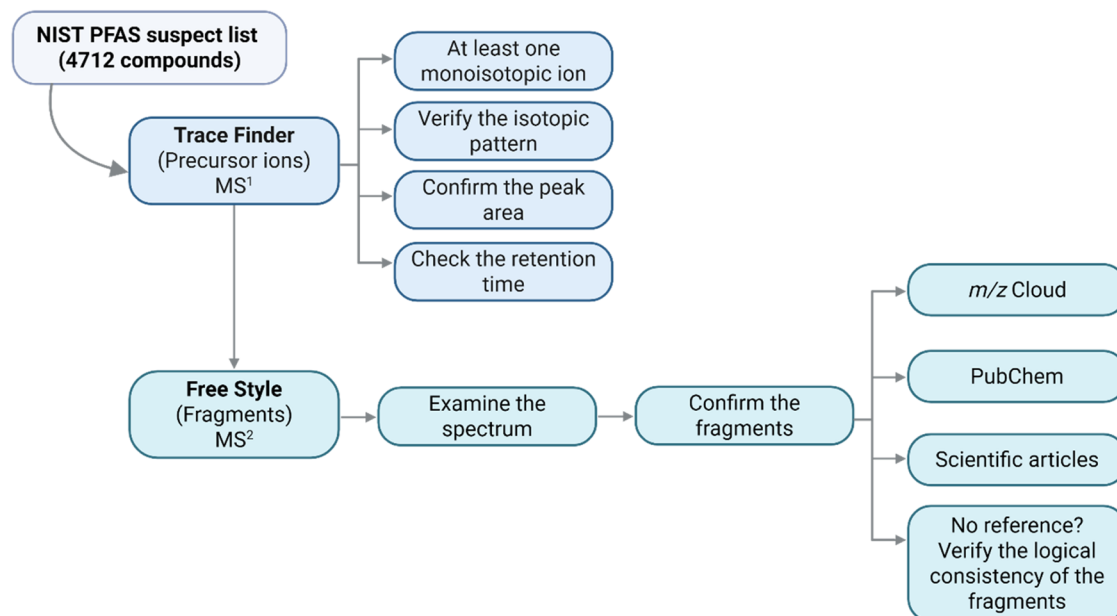 NIST PFAS suspect list
(4712 compounds)
Trace Finder
(Precursor ions)
MS¹
At least one
monoisotopic ion
Verify the isotopic
pattern
Confirm the peak
area
Check the retention
time
Free Style
(Fragments)
MS²
Examine the
spectrum
Confirm the
fragments
m/z Cloud
PubChem
Scientific articles
No reference?
Verify the logical
consistency of the
fragments